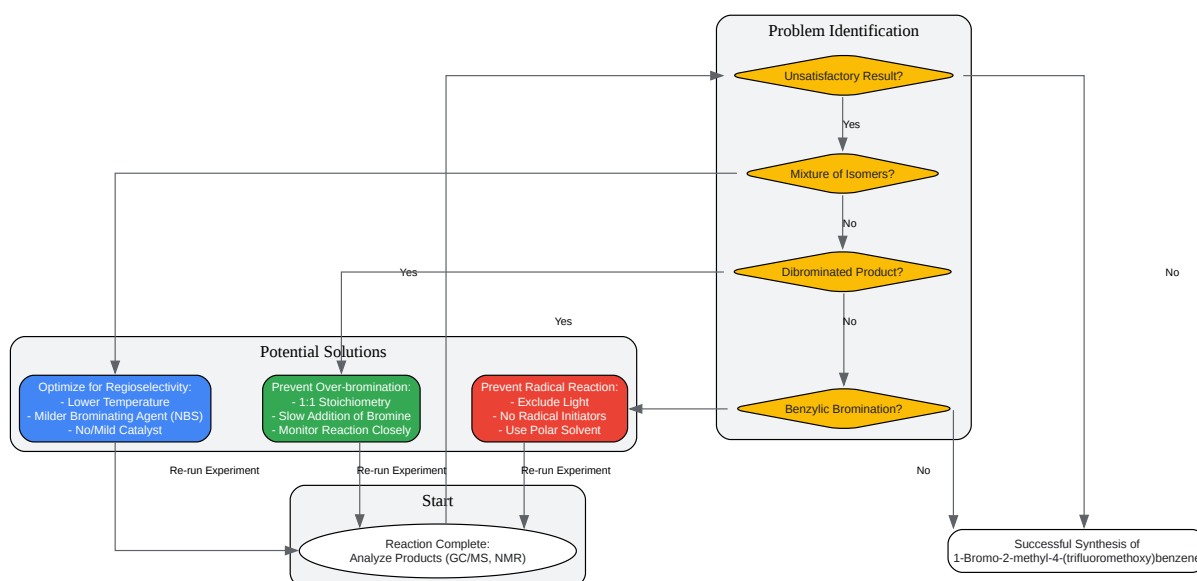 Problem Identification
Unsatisfactory Result?
Yes
Mixture of Isomers?
No
Dibrominated Product?
Yes
No
No
Yes
Potential Solutions
Optimize for Regioselectivity:
- Lower Temperature
- Milder Brominating Agent (NBS)
- No/Mild Catalyst
Prevent Over-bromination:
- 1:1 Stoichiometry
- Slow Addition of Bromine
- Monitor Reaction Closely
Prevent Radical Reaction:
- Exclude Light
- No Radical Initiators
- Use Polar Solvent
Benzylic Bromination?
Re-run Experiment
Re-run Experiment
Re-run Experiment
No
Start
Reaction Complete:
Analyze Products (GC/MS, NMR)
Successful Synthesis of
1-Bromo-2-methyl-4-(trifluoromethoxy)benzene